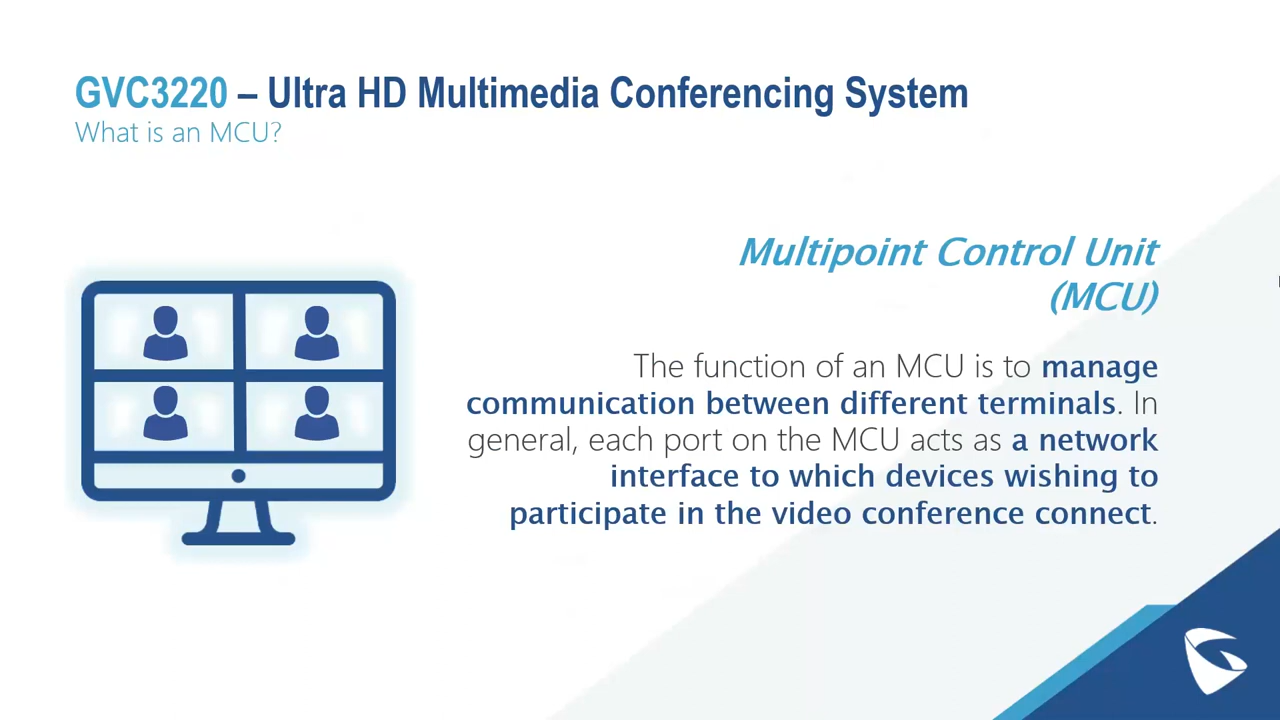 GVC3220 – Ultra HD Multimedia Conferencing System
What is an MCU?
Multipoint Control Unit
(MCU)
The function of an MCU is to manage
communication between different terminals. In
general, each port on the MCU acts as a network
interface to which devices wishing to
participate in the video conference connect.